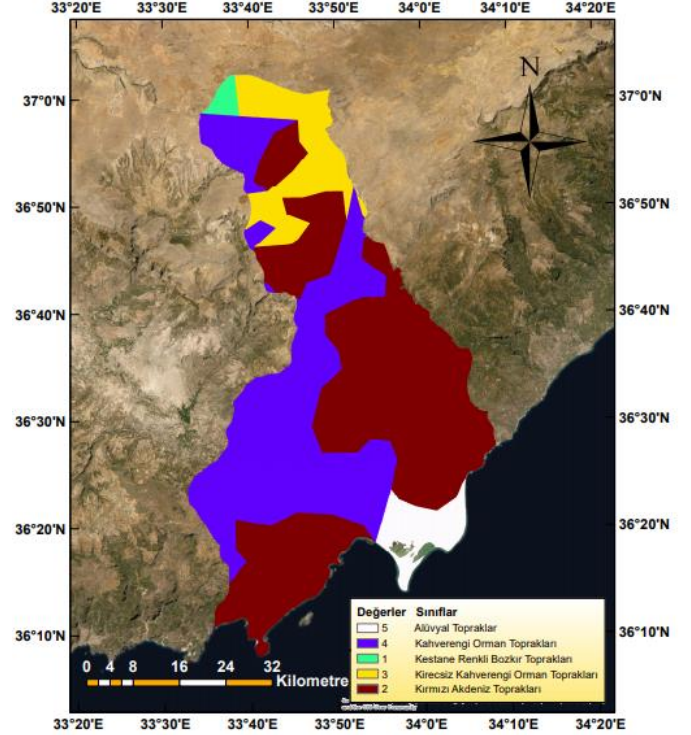 33°20'E 33°30'E 33°40'E 33°50'E 34°0'E 34°10'E 34°20'E
N
37°0'N 37°0'N
36°50'N 36°50'N
36°40'N 36°40'N
36°30'N 36°30'N
36°20'N 36°20'N
36°10'N 36°10'N
Değerler Sınıflar
5 Alüvyal Topraklar
4 Kahverengi Orman Toprakları
1 Kestane Renkli Bozkır Toprakları
3 Kirecsiz Kahverengi Orman Toprakları
2 Kırmızı Akdeniz Toprakları
0 4 8 16 24 32
Kilometre
33°20'E 33°30'E 33°40'E 33°50'E 34°0'E 34°10'E 34°20'E